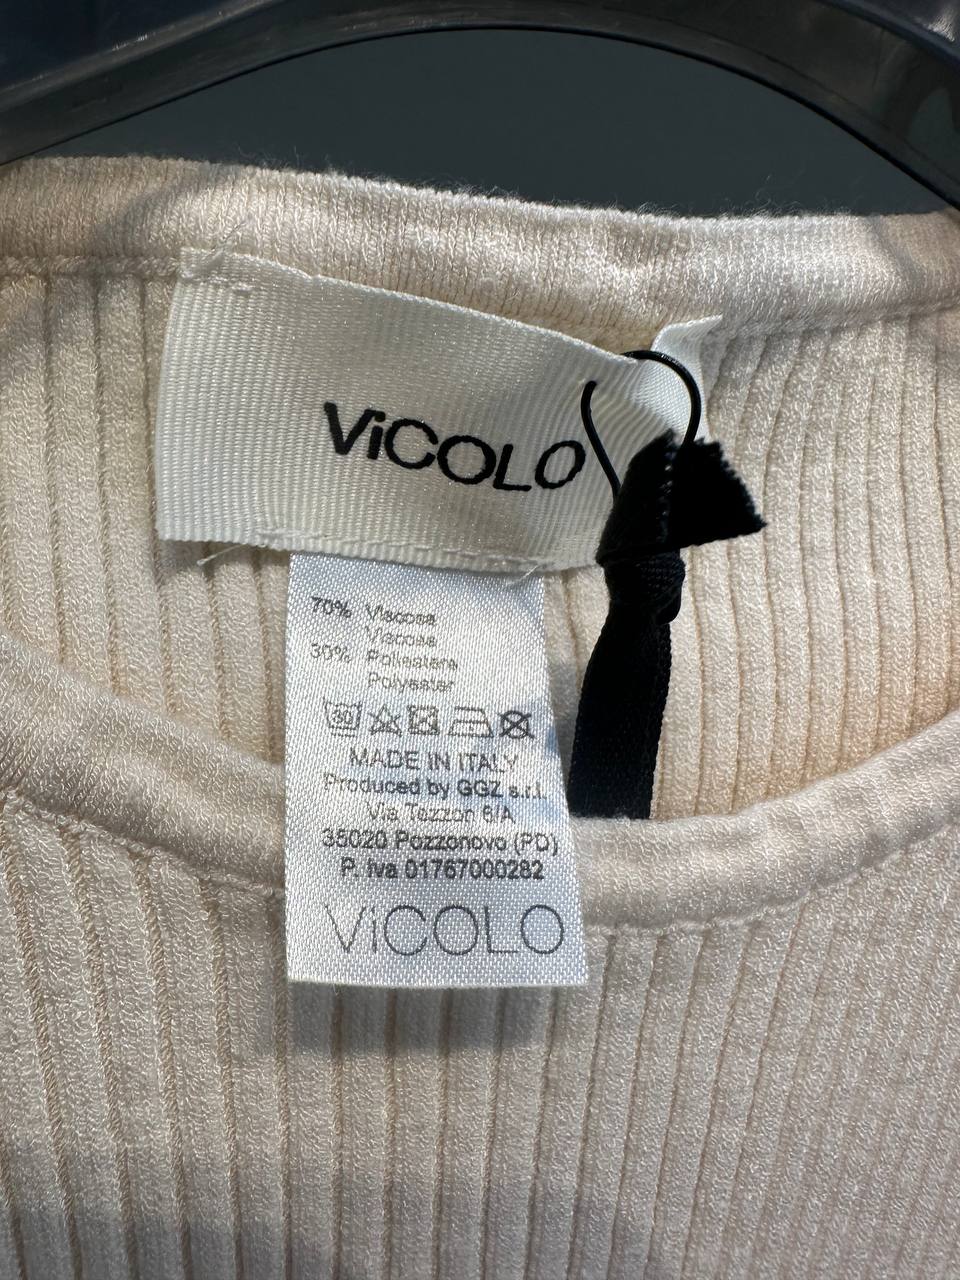 ViCOLO
70% Viscosa
Viscose
30% Poliestere
Polyester
30
MADE IN ITALY
Produced by GGZ s.r.l.
Via Tezzon 6/A
35020 Pozzonovo (PD)
P. Iva 01767000282
ViCOLO